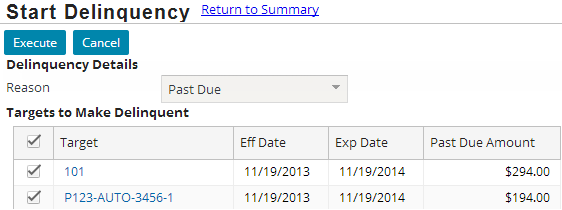 Start Delinquency Return to Summary
Execute Cancel
Delinquency Details
Reason Past Due
Targets to Make Delinquent
Target Eff Date Exp Date Past Due Amount
101 11/19/2013 11/19/2014 $294.00
P123-AUTO-3456-1 11/19/2013 11/19/2014 $194.00